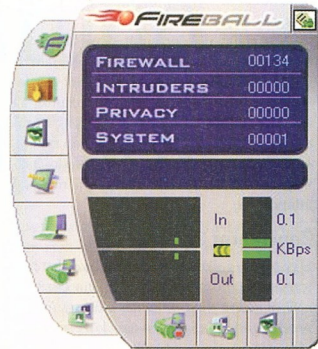 FIREBALL
FIREWALL 00134
INTRUDERS 00000
PRIVACY 00000
SYSTEM 00001
In 0.1
KBps
Out 0.1